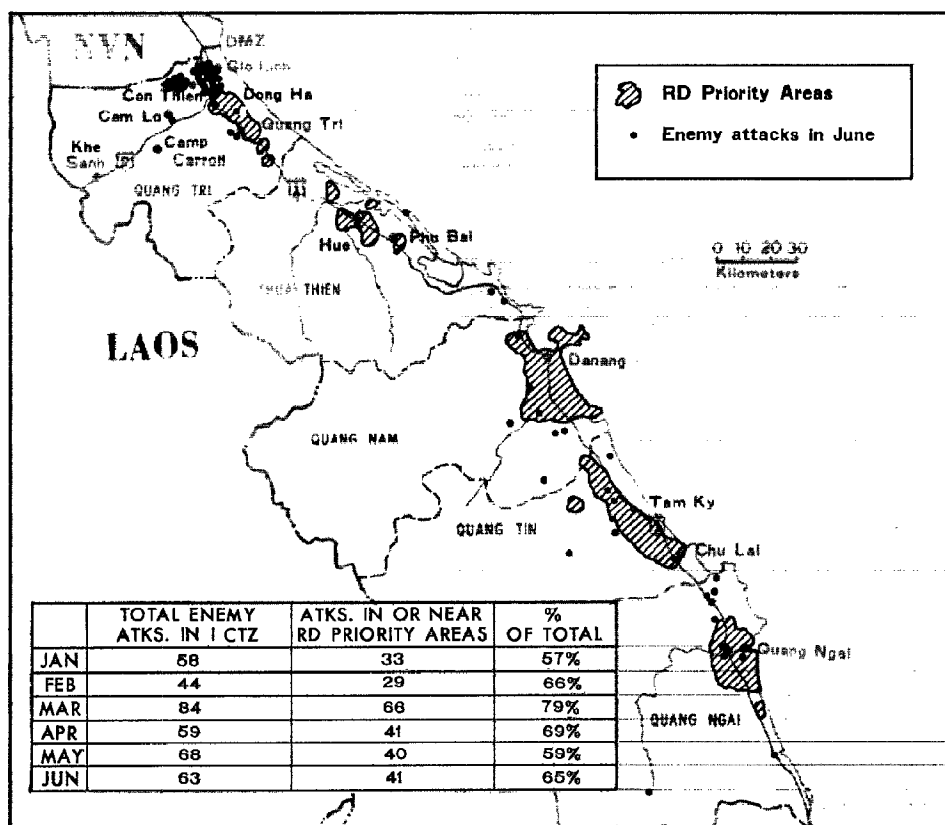 NVN
DMZ
Gio Linh
Con Thien
Dong Ha
Cam Lo
Quang Tri
Khe Sanh
Camp Carroll
QUANG TRI
Hue
Phu Bai
THUA THIEN
LAOS
Danang
QUANG NAM
Tam Ky
QUANG TIN
Chu Lai
Quang Ngai
QUANG NGAI
RD Priority Areas
Enemy attacks in June
0 10 20 30
Kilometers
TOTAL ENEMY ATKS. IN I CTZ
ATKS. IN OR NEAR RD PRIORITY AREAS
% OF TOTAL
JAN 58 33 57%
FEB 44 29 66%
MAR 84 66 79%
APR 59 41 69%
MAY 68 40 59%
JUN 63 41 65%